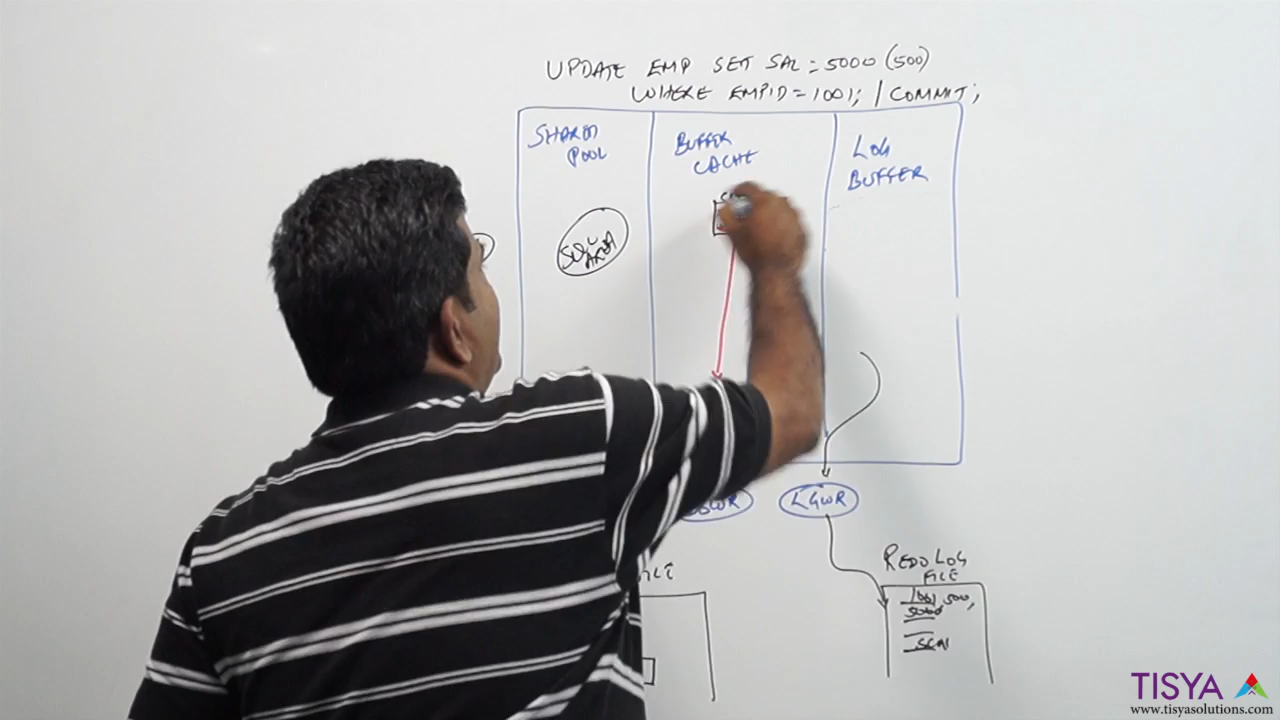 UPDATE EMP SET SAL = 5000 (500)
WHERE EMPID = 1001; / COMMIT;
SHARED
POOL
BUFFER
CACHE
LOG
BUFFER
SQL
AREA
LGWR
REDO LOG
FILE
1001, 500,
5000
SCN
TISYA
www.tisyasolutions.com